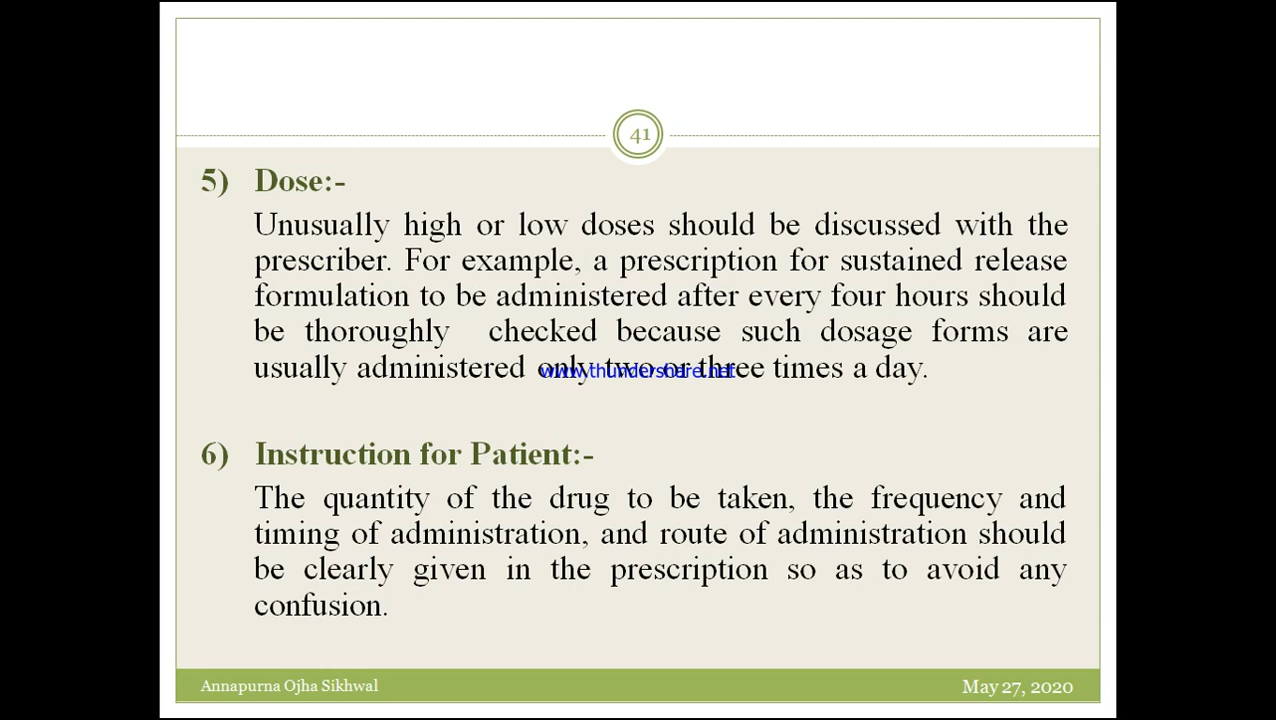 41
5) Dose:-
Unusually high or low doses should be discussed with the
prescriber. For example, a prescription for sustained release
formulation to be administered after every four hours should
be thoroughly checked because such dosage forms are
usually administered only two or three times a day.
www.thundershare.net
6) Instruction for Patient:-
The quantity of the drug to be taken, the frequency and
timing of administration, and route of administration should
be clearly given in the prescription so as to avoid any
confusion.
Annapurna Ojha Sikhwal
May 27, 2020